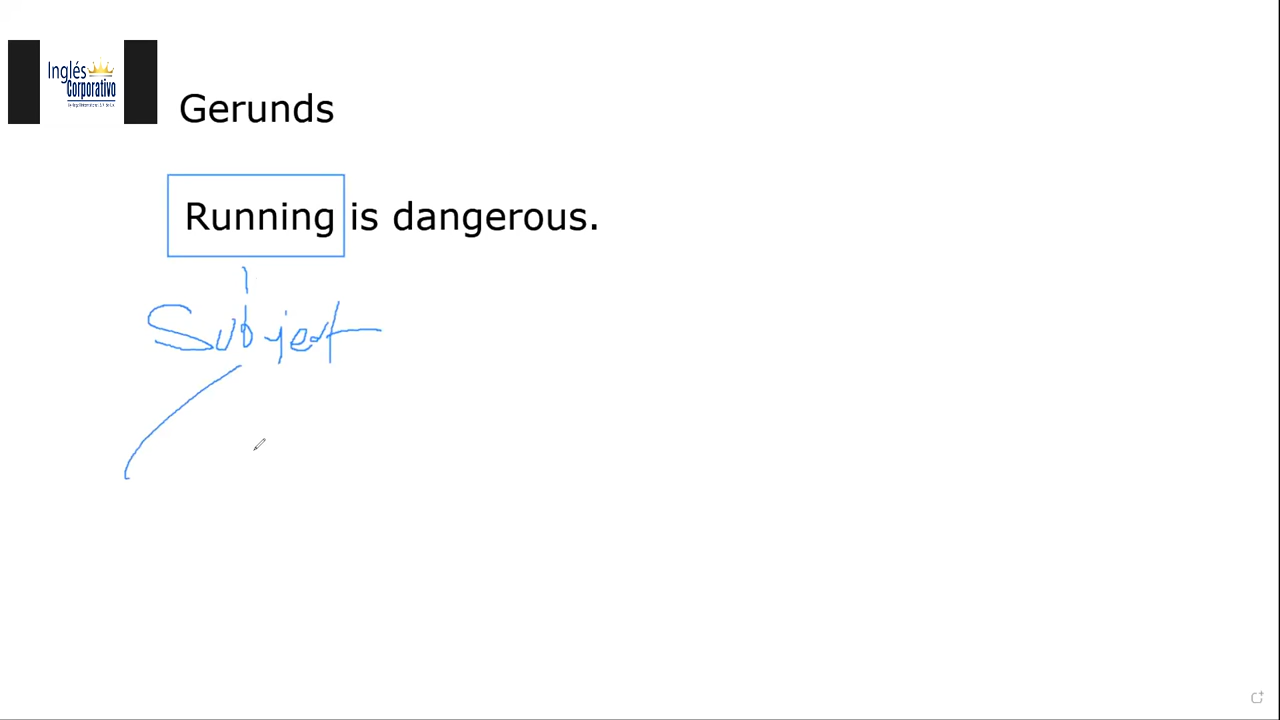 Inglés
Corporativo
Gerunds
Running is dangerous.
Subject